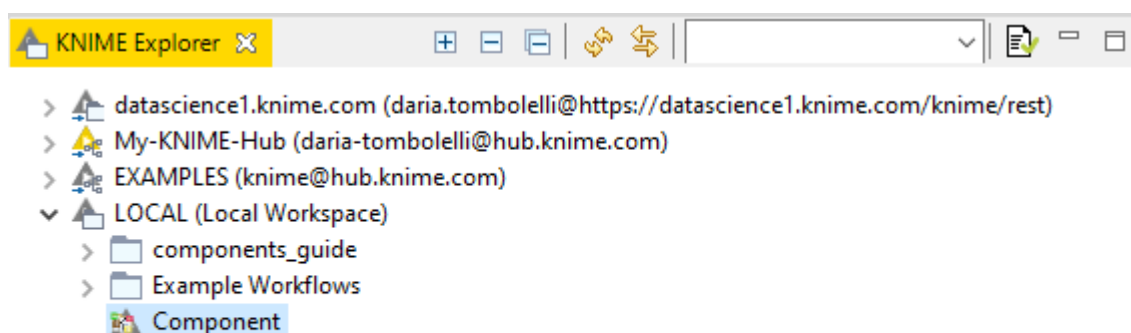 KNIME Explorer
datascience1.knime.com (daria.tombolelli@https://datascience1.knime.com/knime/rest)
My-KNIME-Hub (daria-tombolelli@hub.knime.com)
EXAMPLES (knime@hub.knime.com)
LOCAL (Local Workspace)
components_guide
Example Workflows
Component